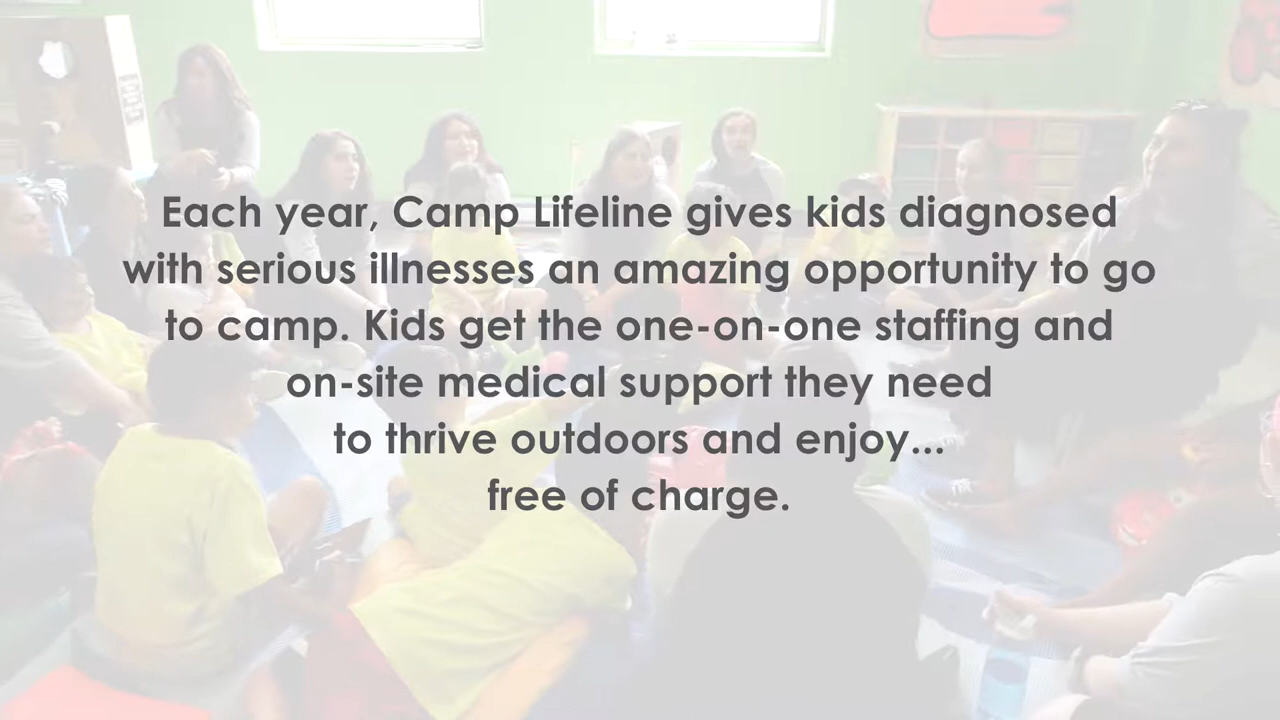 Each year, Camp Lifeline gives kids diagnosed
with serious illnesses an amazing opportunity to go
to camp. Kids get the one-on-one staffing and
on-site medical support they need
to thrive outdoors and enjoy...
free of charge.